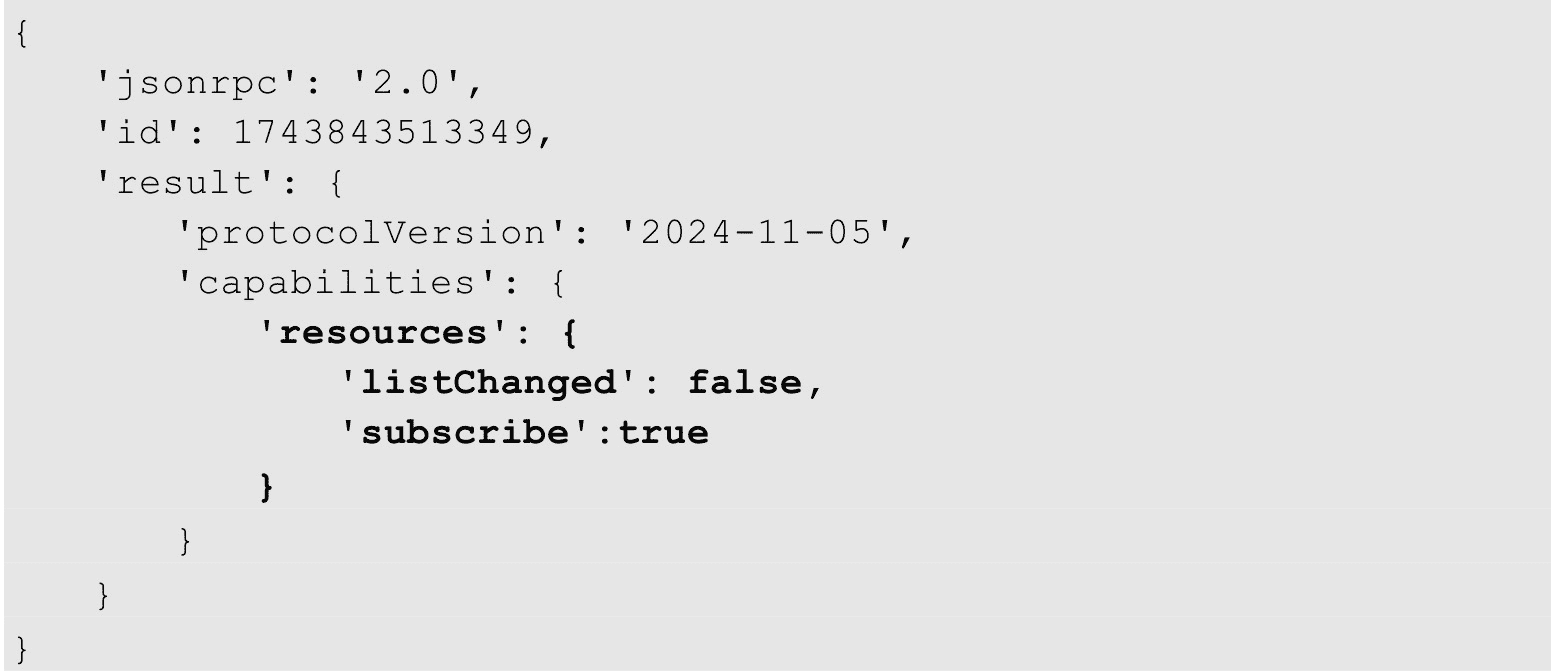 {
    'jsonrpc': '2.0',
    'id': 1743843513349,
    'result': {
        'protocolVersion': '2024-11-05',
        'capabilities': {
            'resources': {
                'listChanged': false,
                'subscribe':true
            }
        }
    }
}